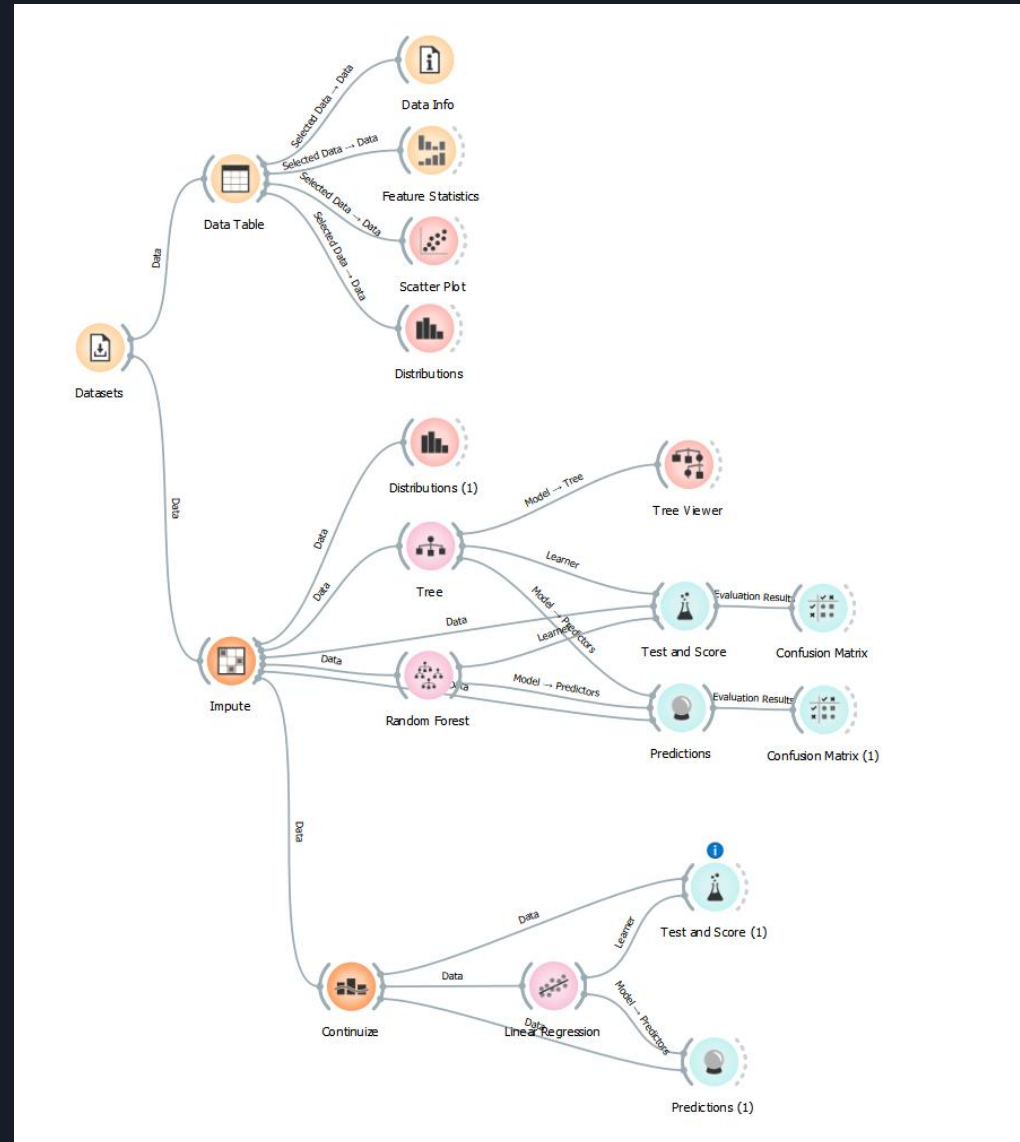 Data Info
Selected Data → Data
Selected Data → Data
Feature Statistics
Selected Data → Data
Data Table
Selected Data → Data
Data
Scatter Plot
Distributions
Datasets
Distributions (1)
Data
Model → Tree
Tree Viewer
Data
Learner
Tree
Data
Model → Predictors
Evaluation Results
Data
Learner
Test and Score
Confusion Matrix
Data
Data
Model → Predictors
Evaluation Results
Impute
Random Forest
Predictions
Confusion Matrix (1)
Data
i
Data
Learner
Test and Score (1)
Data
Model → Predictors
Continuize
Data
Linear Regression
Predictions (1)